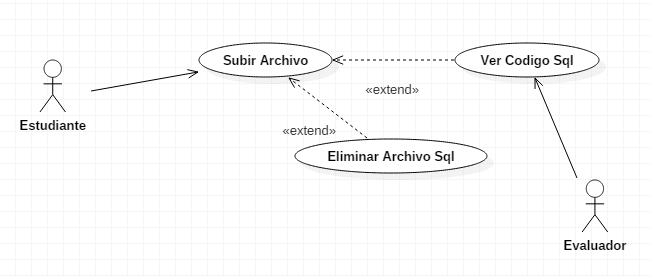 Subir Archivo
Ver Codigo Sql
«extend»
Estudiante
«extend»
Eliminar Archivo Sql
Evaluador